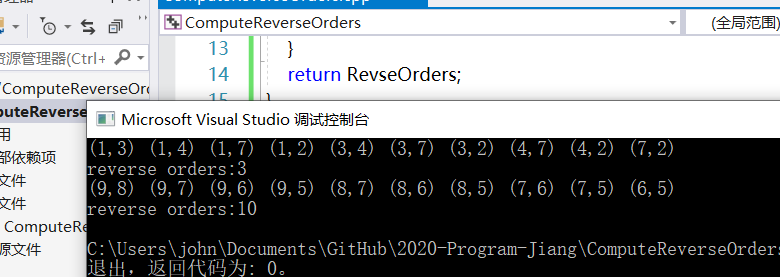 ComputeReverseOrders
(全局范围)
资源管理器(Ctrl+
ComputeReverseOr
13 }
14 return RevseOrders;
Microsoft Visual Studio 调试控制台
(1,3) (1,4) (1,7) (1,2) (3,4) (3,7) (3,2) (4,7) (4,2) (7,2)
reverse orders:3
(9,8) (9,7) (9,6) (9,5) (8,7) (8,6) (8,5) (7,6) (7,5) (6,5)
reverse orders:10
C:\Users\john\Documents\GitHub\2020-Program-Jiang\ComputeReverseOrders
退出，返回代码为: 0。
puteReverse
用
部依赖项
文件
文件
ComputeR
源文件